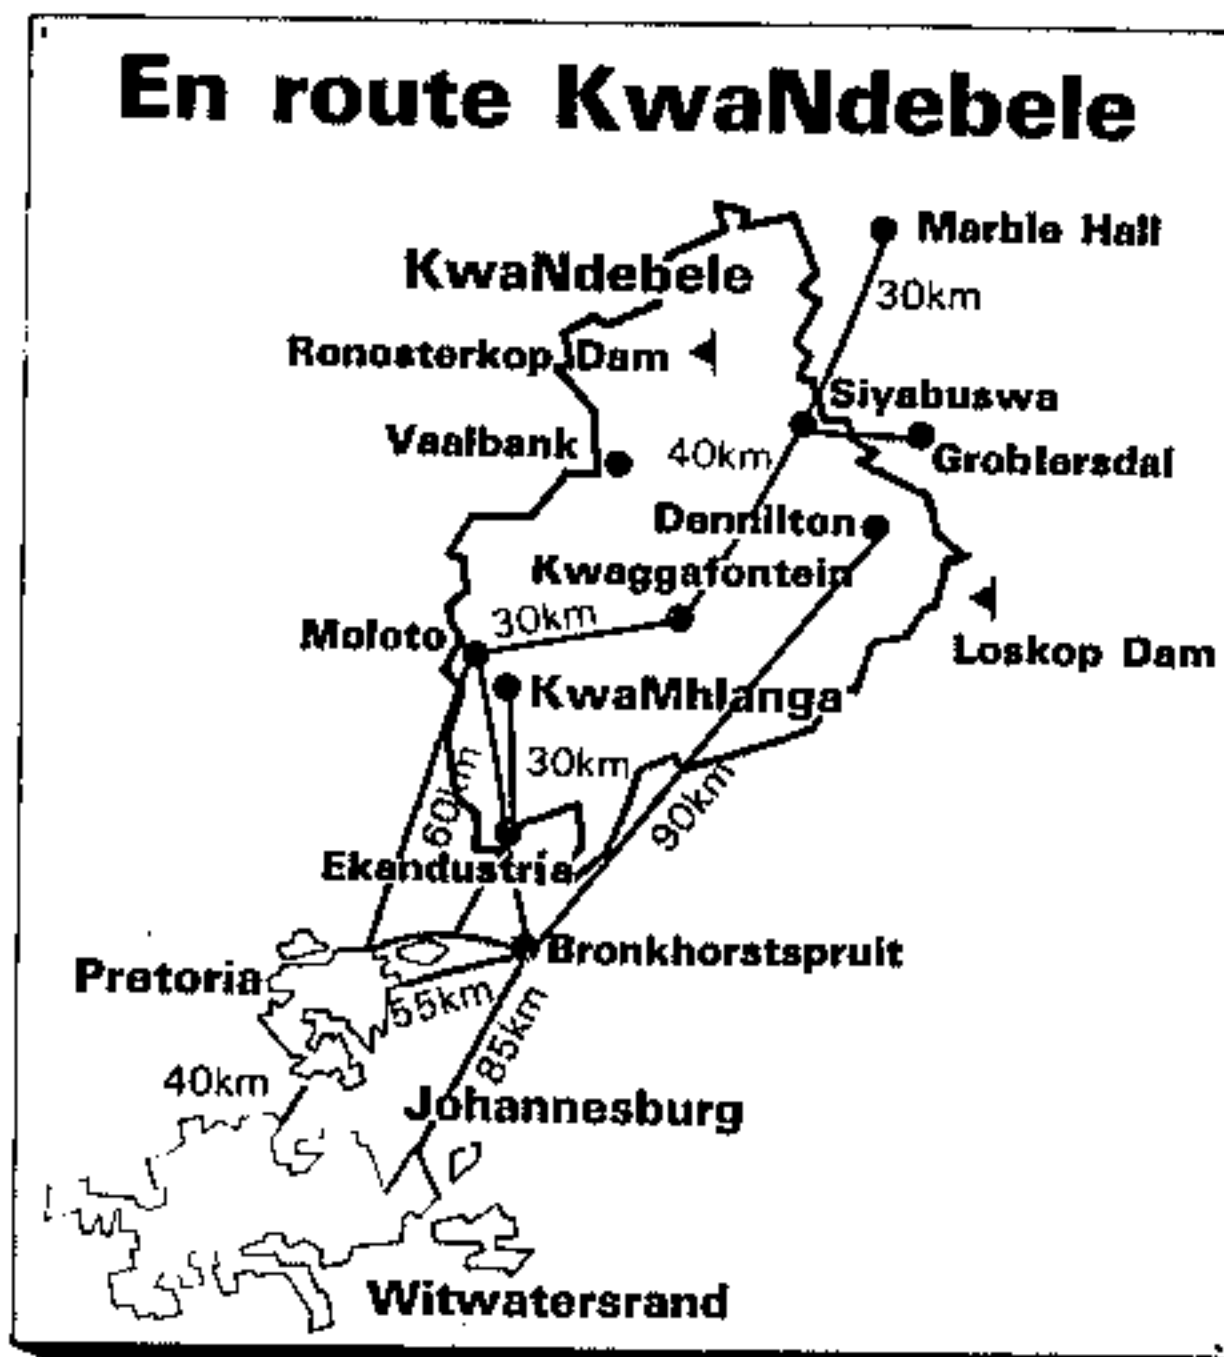 En route KwaNdebele
Marble Hall
KwaNdebele
30km
Ronosterkop Dam
Siyabuswa
Vaalbank
40km
Groblersdal
Dennilton
Kwaggafontein
30km
Moloto
Loskop Dam
KwaMhlanga
60km
30km
90km
Ekandustria
Bronkhorstspruit
Pretoria
55km
85km
40km
Johannesburg
Witwatersrand